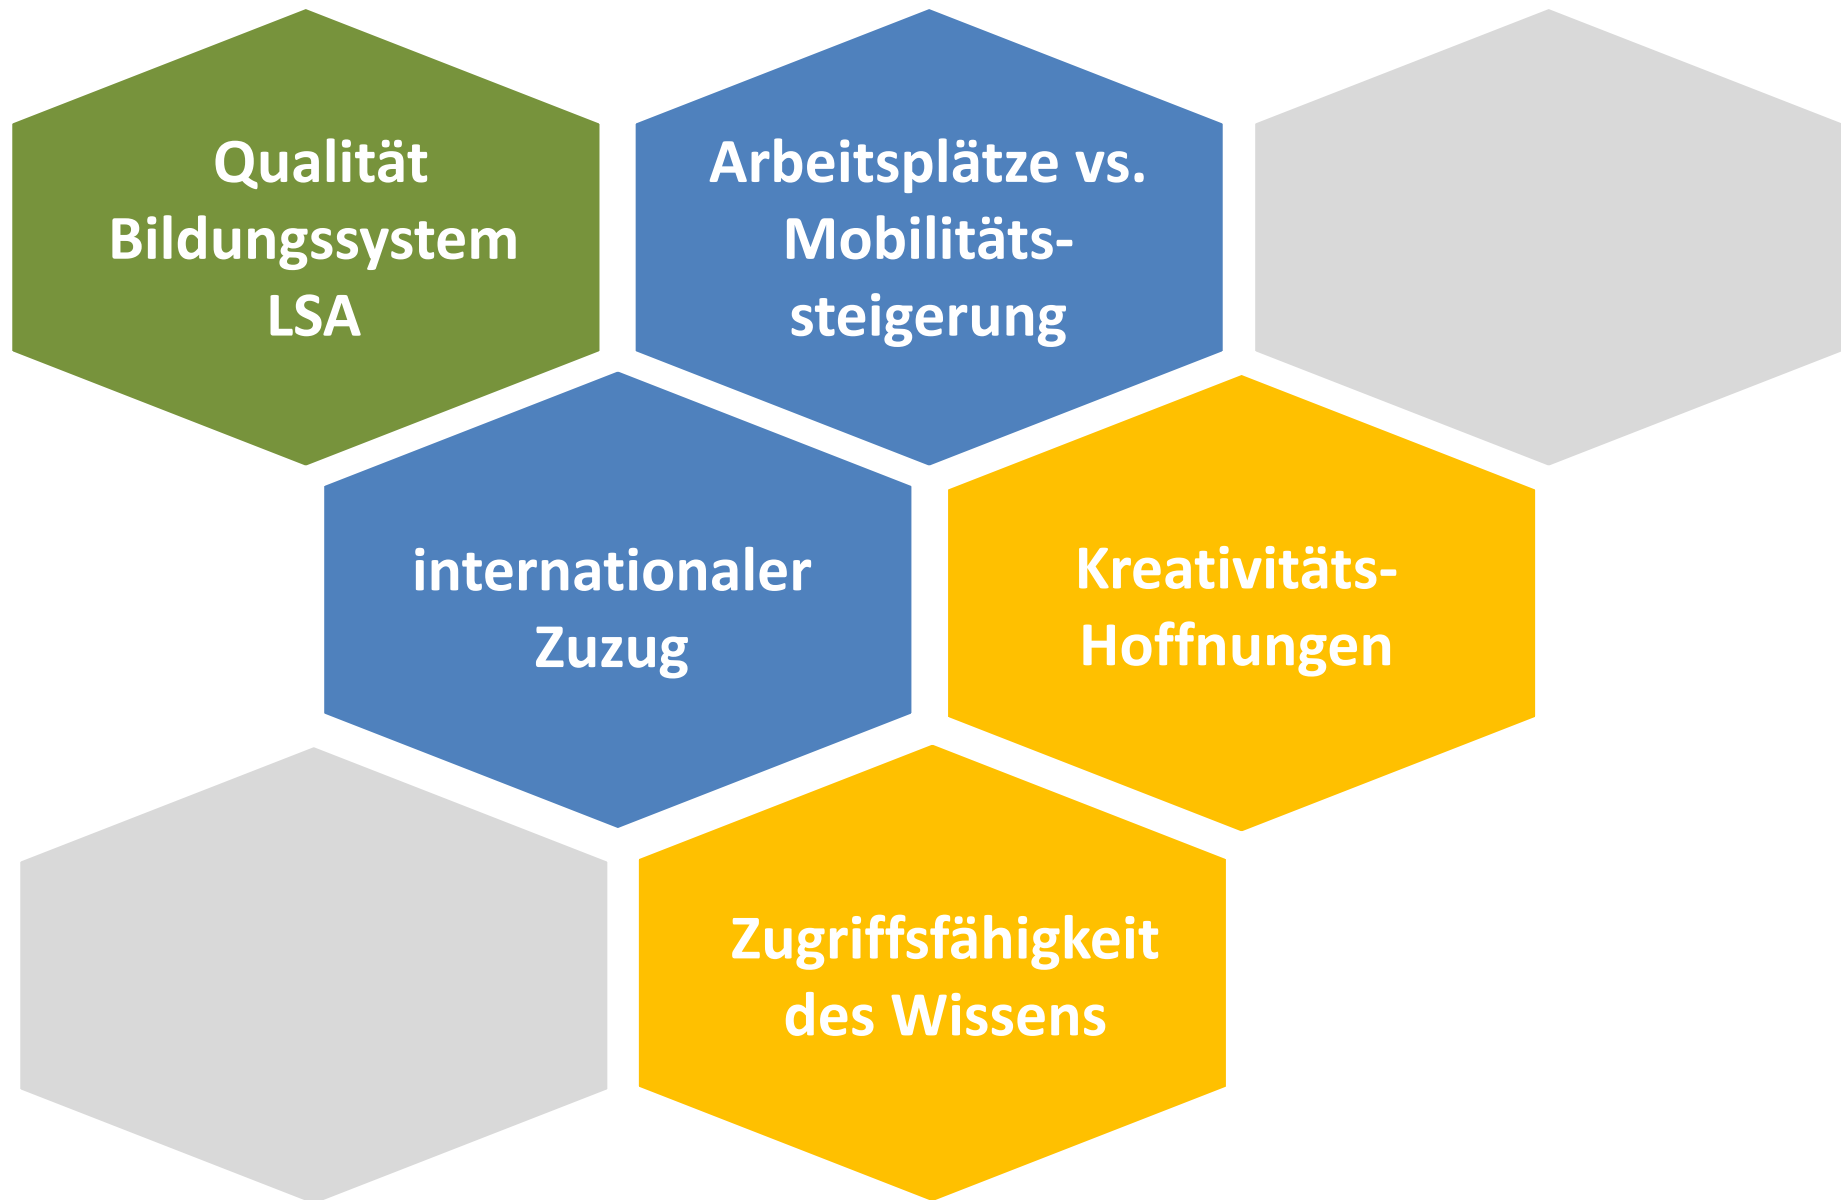 Qualität
Bildungssystem
LSA
Arbeitsplätze vs.
Mobilitäts-
steigerung
internationaler
Zuzug
Kreativitäts-
Hoffnungen
Zugriffsfähigkeit
des Wissens